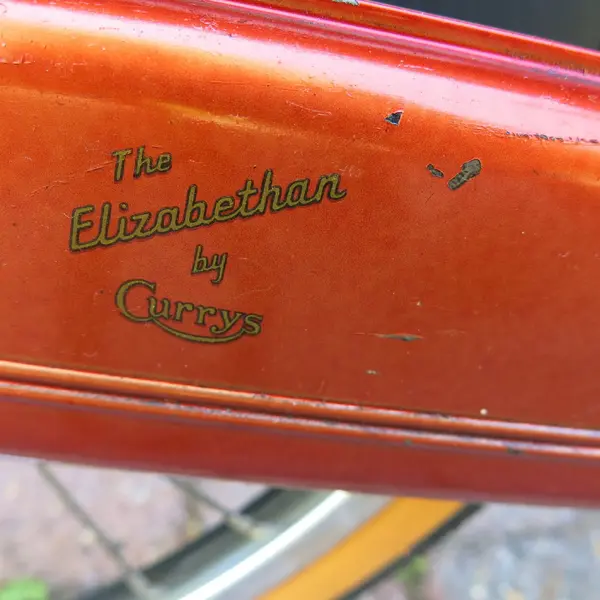 The
Elizabethan
by
Currys